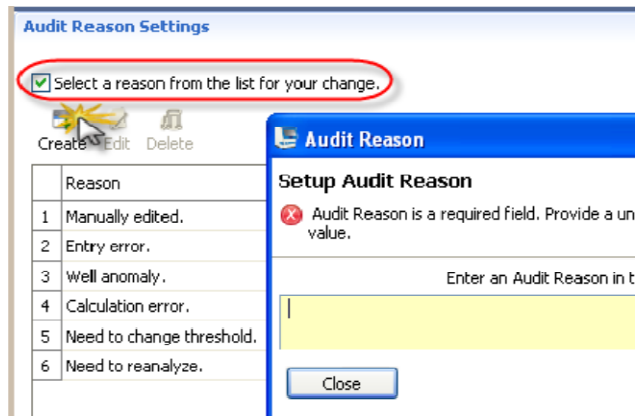 Audit Reason Settings
Select a reason from the list for your change.
Create Edit Delete
Reason
1 Manually edited.
2 Entry error.
3 Well anomaly.
4 Calculation error.
5 Need to change threshold.
6 Need to reanalyze.
Audit Reason
Setup Audit Reason
Audit Reason is a required field. Provide a un
value.
Enter an Audit Reason in t
Close